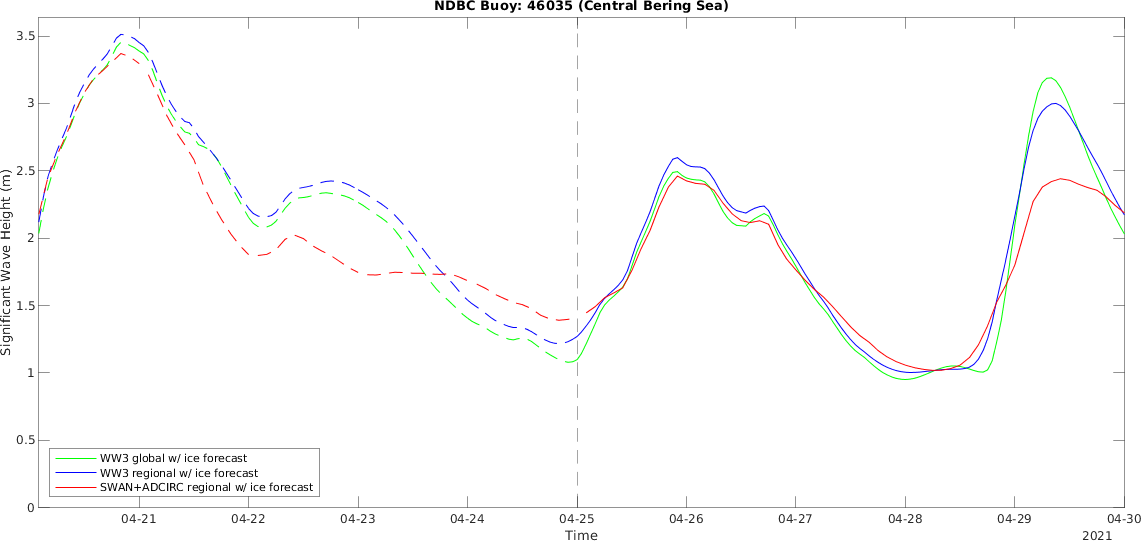 NDBC Buoy: 46035 (Central Bering Sea)
Significant Wave Height (m)
3.5
3
2.5
2
1.5
1
0.5
0
WW3 global w/ ice forecast
WW3 regional w/ ice forecast
SWAN+ADCIRC regional w/ ice forecast
04-21 04-22 04-23 04-24 04-25 04-26 04-27 04-28 04-29 04-30
Time
2021